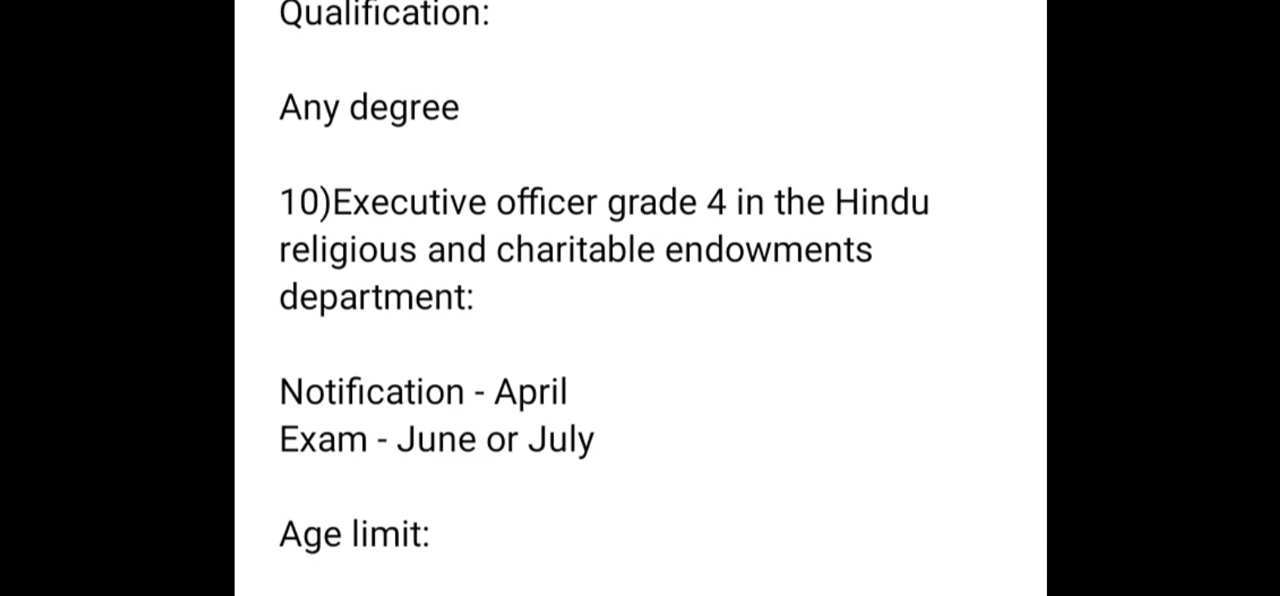 Qualification:
Any degree
10)Executive officer grade 4 in the Hindu
religious and charitable endowments
department:
Notification - April
Exam - June or July
Age limit: